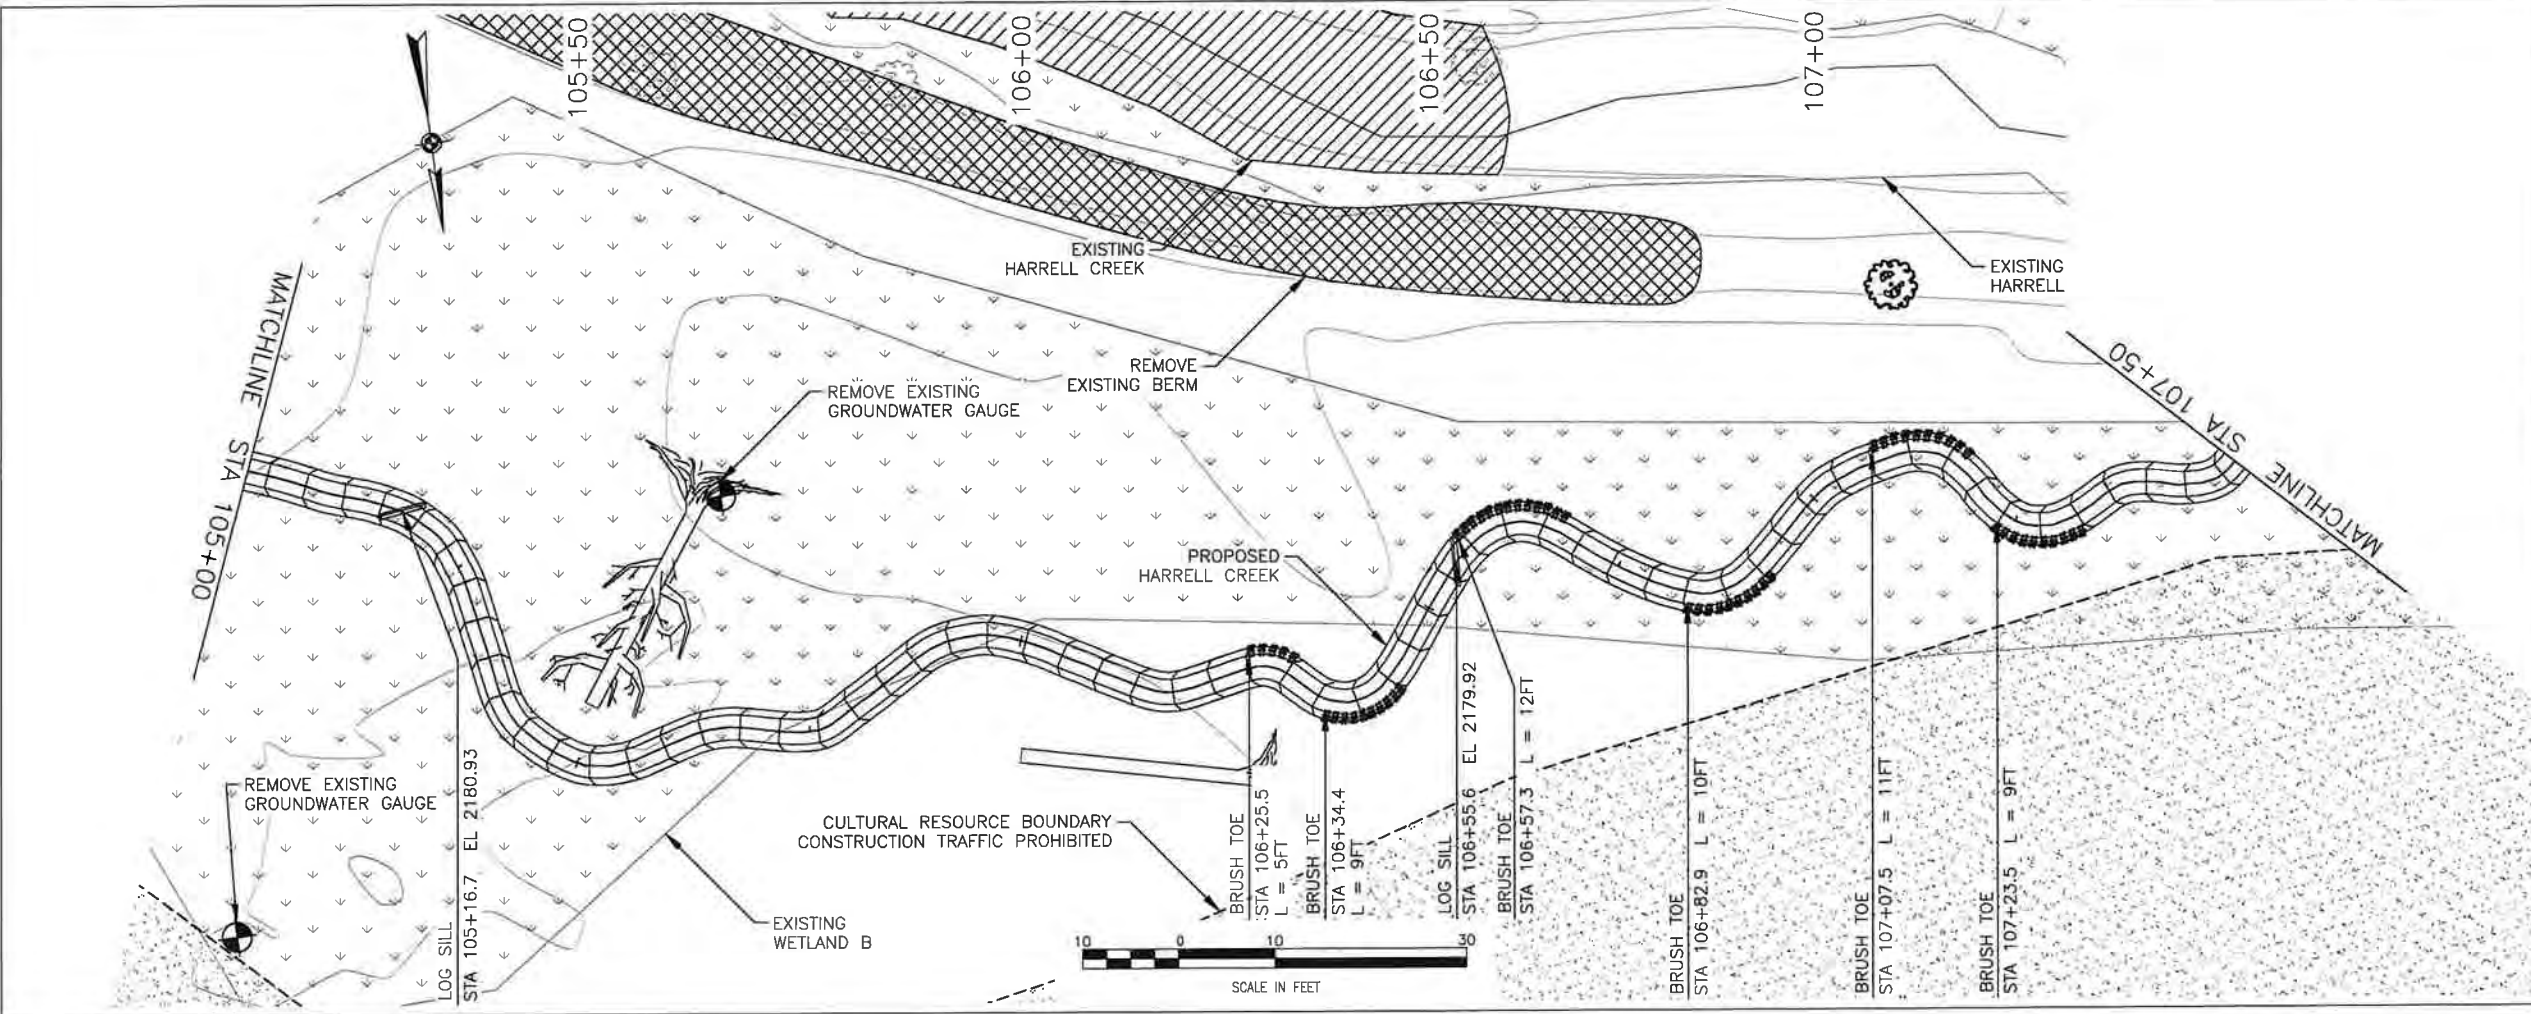 105+50
106+00
106+50
107+00
EXISTING
HARRELL CREEK
EXISTING
HARRELL
REMOVE
EXISTING BERM
REMOVE EXISTING
GROUNDWATER GAUGE
MATCHLINE STA 105+00
MATCHLINE STA 107+50
PROPOSED
HARRELL CREEK
REMOVE EXISTING
GROUNDWATER GAUGE
CULTURAL RESOURCE BOUNDARY
CONSTRUCTION TRAFFIC PROHIBITED
EXISTING
WETLAND B
LOG SILL
STA 105+16.7 EL 2180.93
BRUSH TOE
STA 106+25.5
L = 5FT
BRUSH TOE
STA 106+34.4
L = 9FT
LOG SILL
STA 106+55.6 EL 2179.92
BRUSH TOE
STA 106+57.3 L = 12FT
BRUSH TOE
STA 106+82.9 L = 10FT
BRUSH TOE
STA 107+07.5 L = 11FT
BRUSH TOE
STA 107+23.5 L = 9FT
10 0 10 30
SCALE IN FEET